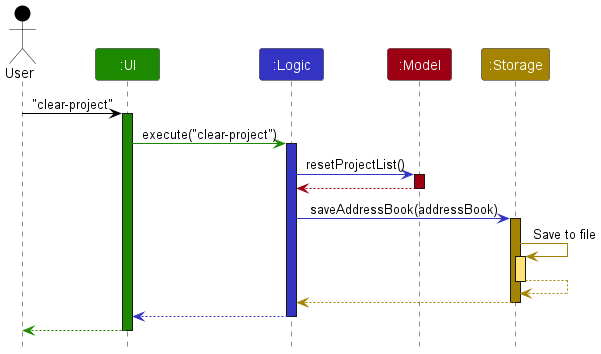 User
:UI
:Logic
:Model
:Storage
"clear-project"
execute("clear-project")
resetProjectList()
saveAddressBook(addressBook)
Save to file